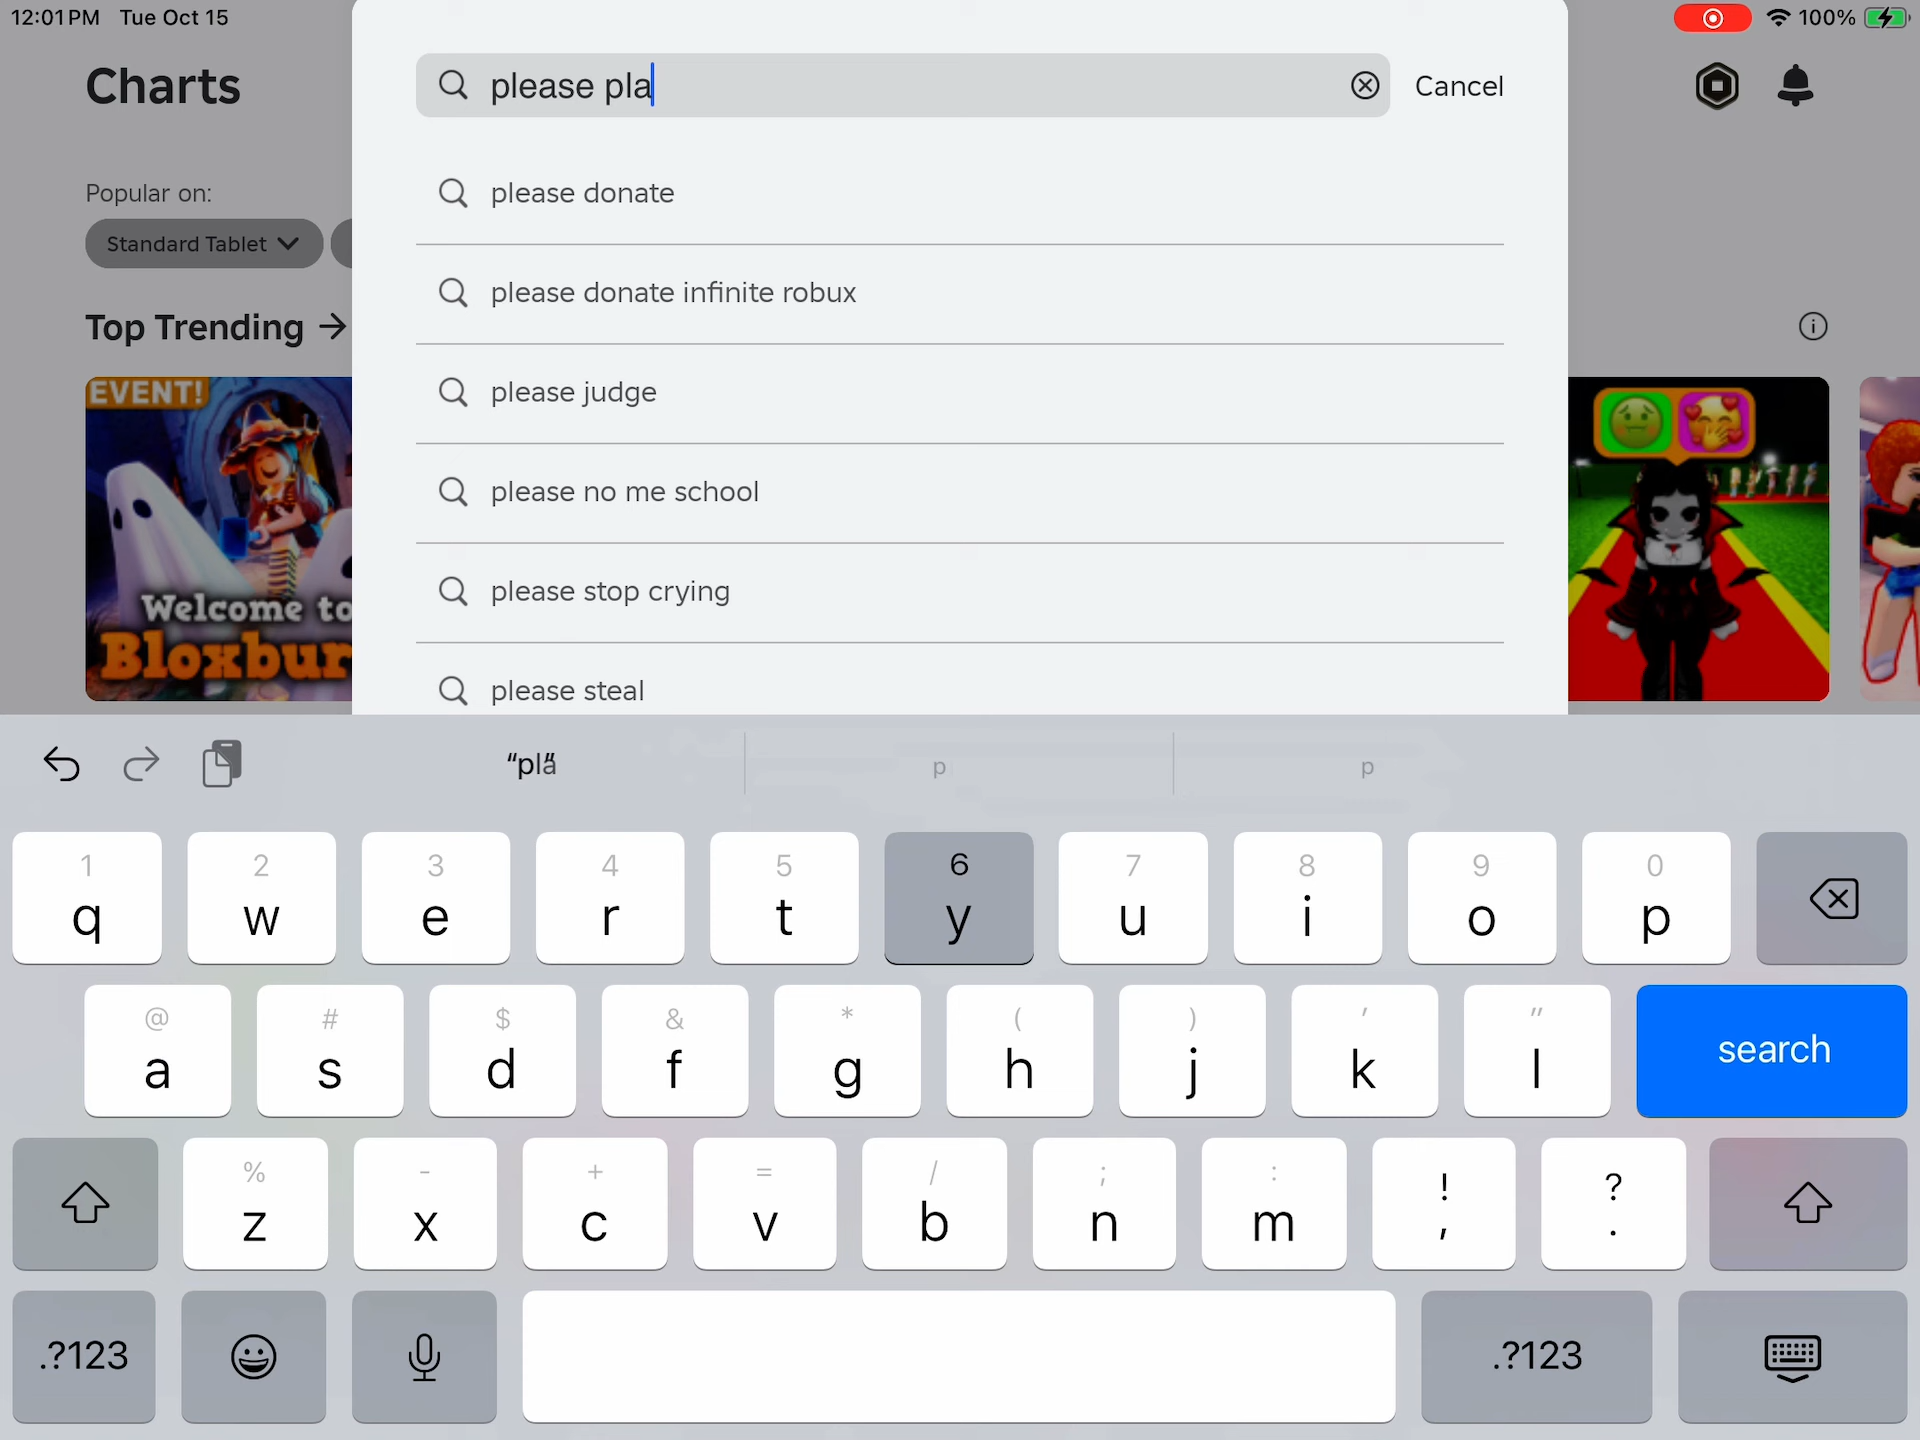 12:01 PM Tue Oct 15
100%
Charts
please pla
Cancel
Popular on:
Standard Tablet
please donate
please donate infinite robux
please judge
please no me school
please stop crying
please steal
Top Trending →
EVENT!
Welcome to
Bloxbur
“pla“
p
p
1 2 3 4 5 6 7 8 9 0
q w e r t y u i o p
@ # $ & * ( ) ' "
a s d f g h j k l search
% - + = / ; : ! ?
z x c v b n m , .
.?123 .?123